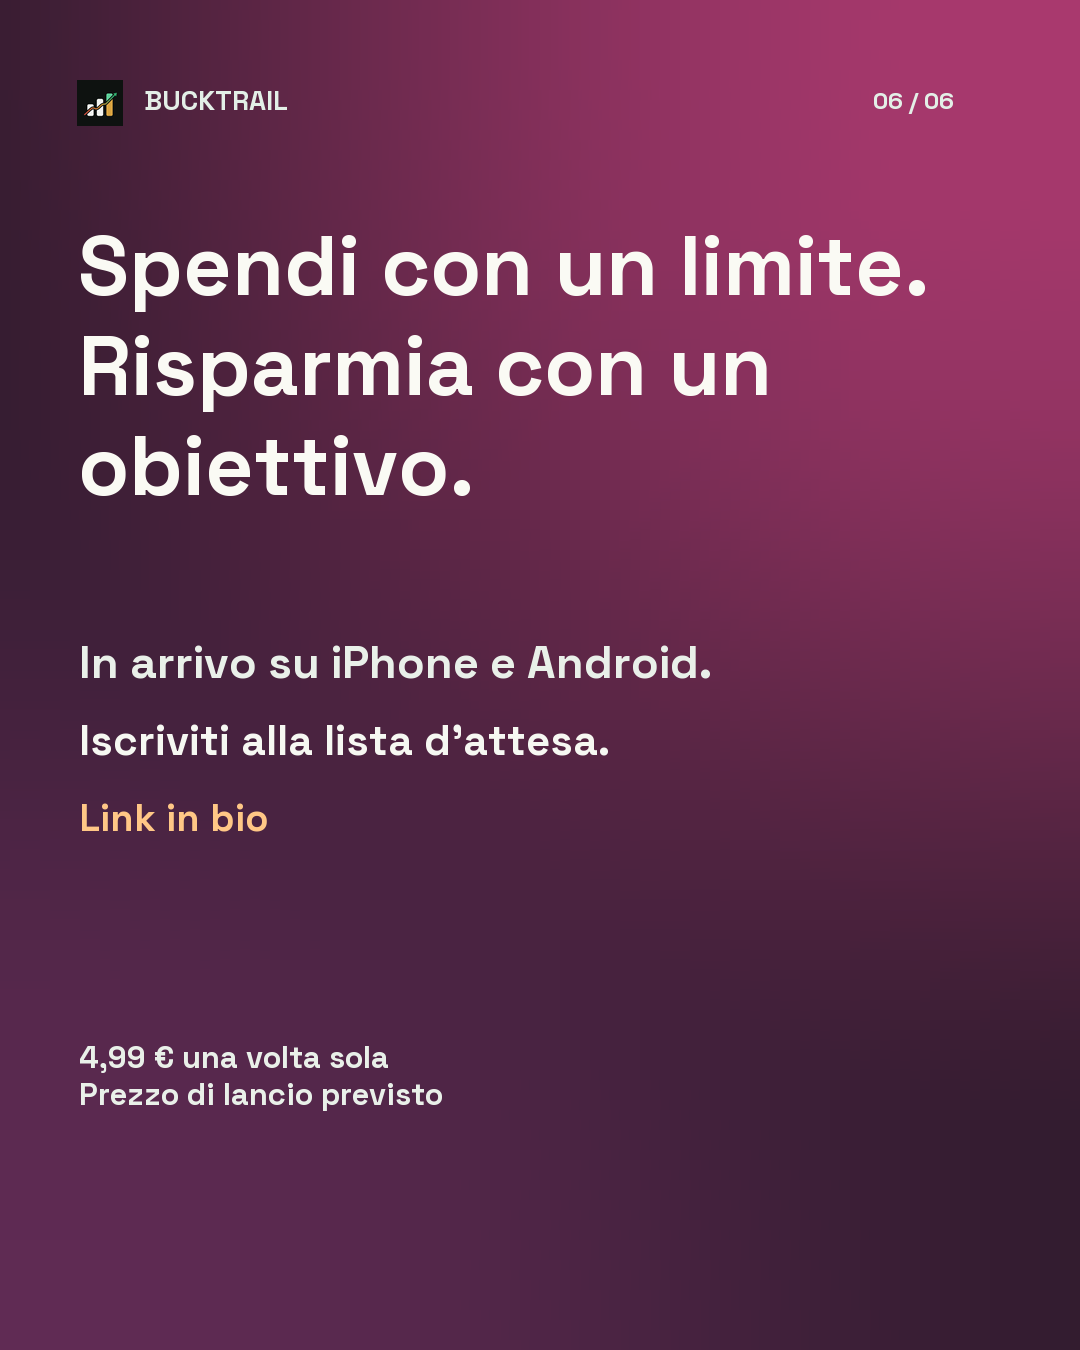 BUCKTRAIL
06 / 06
Spendi con un limite.
Risparmia con un
obiettivo.
In arrivo su iPhone e Android.
Iscriviti alla lista d’attesa.
Link in bio
4,99 € una volta sola
Prezzo di lancio previsto